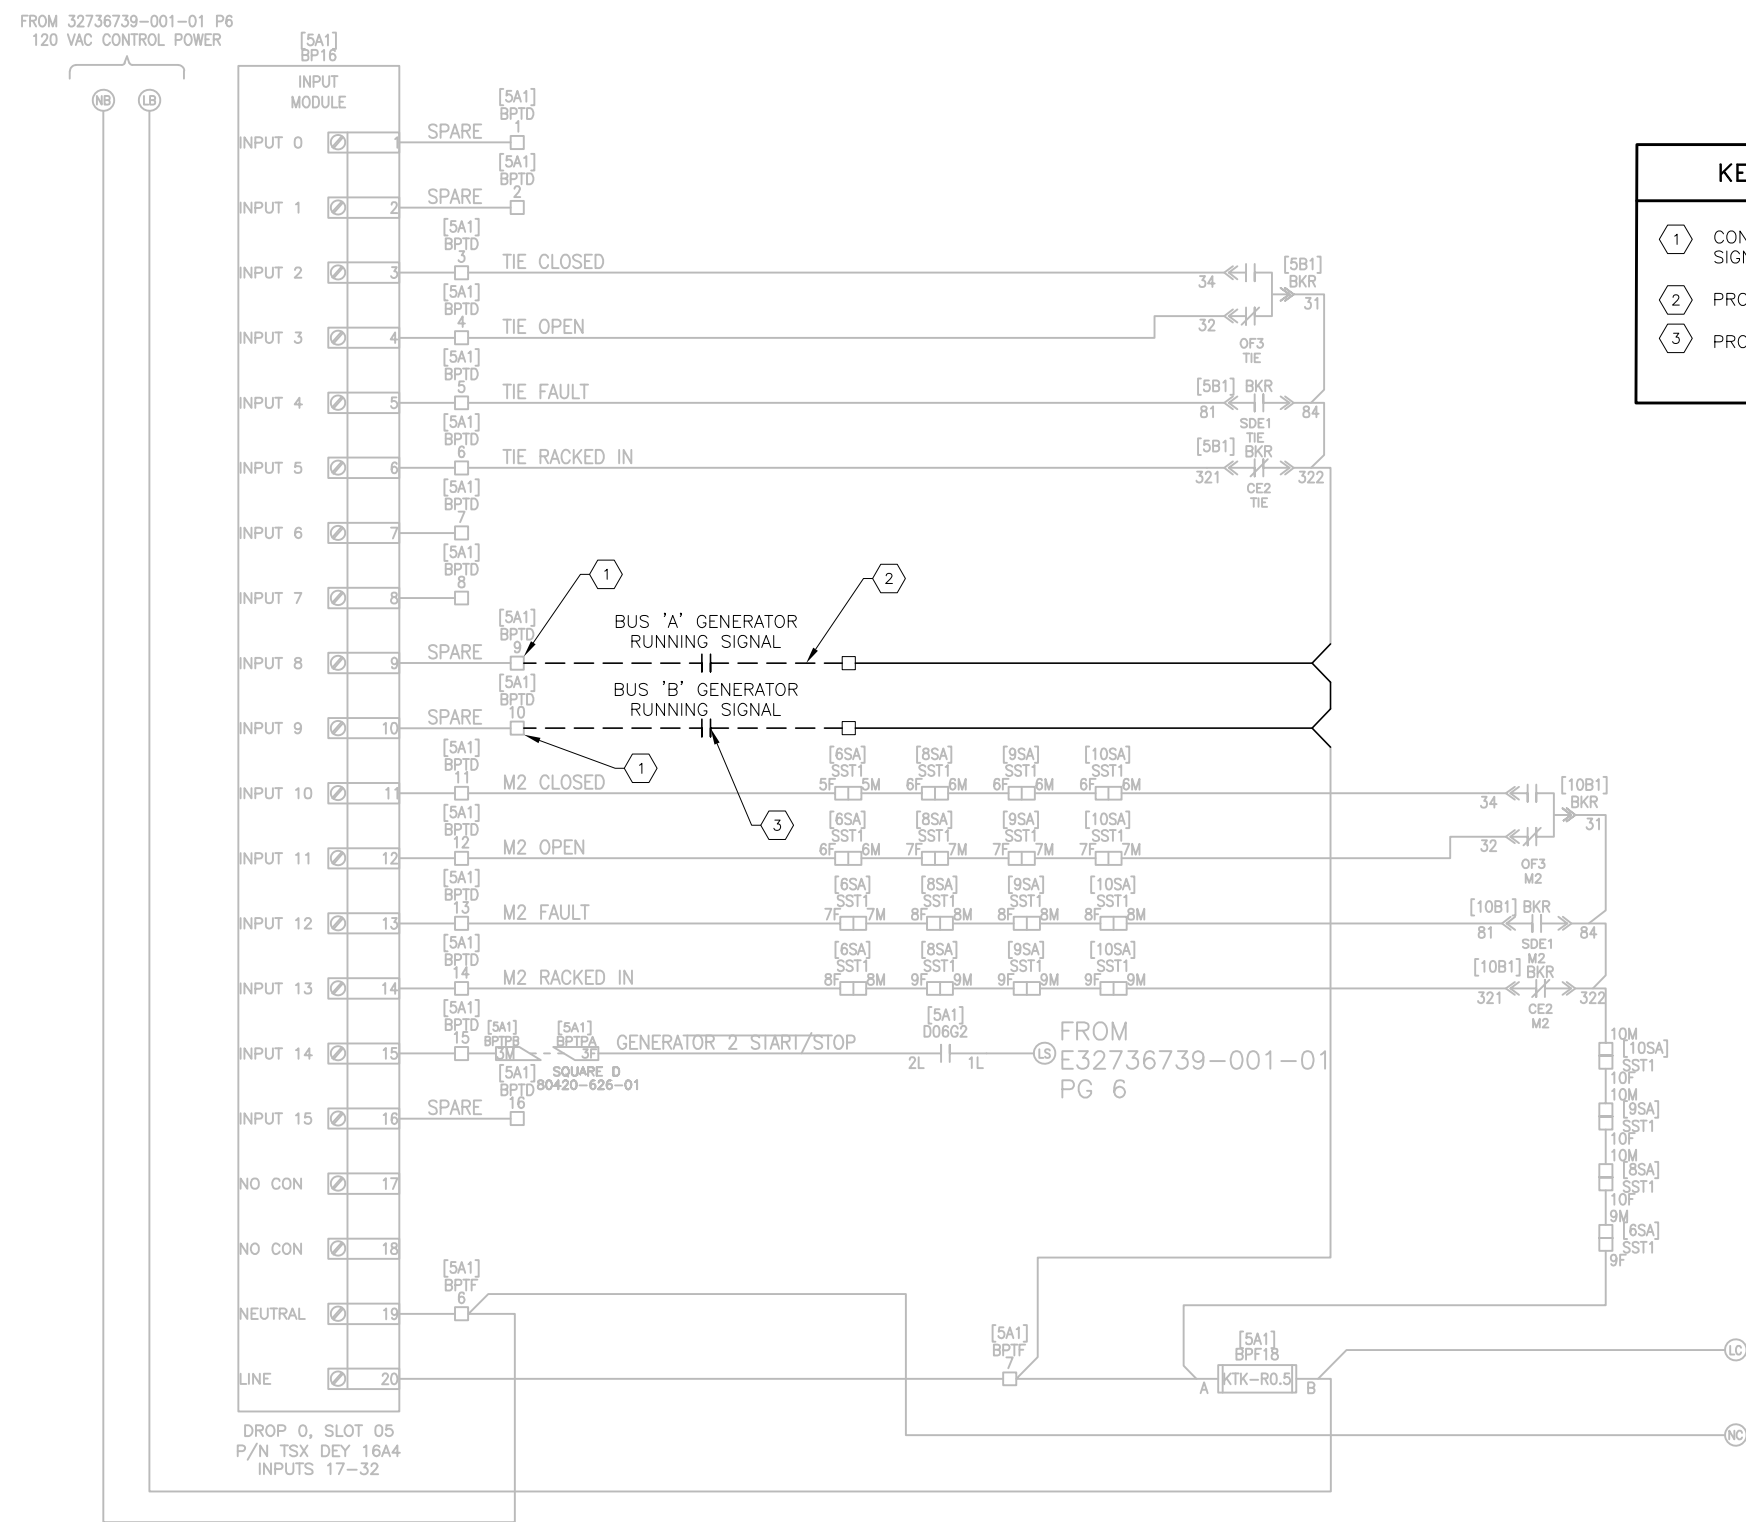 FROM 32736739-001-01 P6
120 VAC CONTROL POWER
NB
LB
[5A1]
BP16
INPUT
MODULE
INPUT 0
1
SPARE
[5A1]
BPTD
1
INPUT 1
2
SPARE
[5A1]
BPTD
2
INPUT 2
3
[5A1]
BPTD
3
TIE CLOSED
34
[5B1]
BKR
31
INPUT 3
4
[5A1]
BPTD
4
TIE OPEN
32
OF3
TIE
INPUT 4
5
[5A1]
BPTD
5
TIE FAULT
[5B1] BKR
81
84
SDE1
TIE
INPUT 5
6
[5A1]
BPTD
6
TIE RACKED IN
[5B1] BKR
321
322
CE2
TIE
INPUT 6
7
[5A1]
BPTD
7
INPUT 7
8
[5A1]
BPTD
8
1
2
INPUT 8
9
SPARE
[5A1]
BPTD
9
BUS 'A' GENERATOR
RUNNING SIGNAL
INPUT 9
10
SPARE
[5A1]
BPTD
10
BUS 'B' GENERATOR
RUNNING SIGNAL
1
3
INPUT 10
11
[5A1]
BPTD
11
M2 CLOSED
[6SA]
SST1
5F 5M
[8SA]
SST1
6F 6M
[9SA]
SST1
6F 6M
[10SA]
SST1
6F 6M
34
[10B1]
BKR
31
INPUT 11
12
[5A1]
BPTD
12
M2 OPEN
[6SA]
SST1
6F 6M
[8SA]
SST1
7F 7M
[9SA]
SST1
7F 7M
[10SA]
SST1
7F 7M
32
OF3
M2
INPUT 12
13
[5A1]
BPTD
13
M2 FAULT
[6SA]
SST1
7F 7M
[8SA]
SST1
8F 8M
[9SA]
SST1
8F 8M
[10SA]
SST1
8F 8M
[10B1] BKR
81
84
SDE1
M2
INPUT 13
14
[5A1]
BPTD
14
M2 RACKED IN
[6SA]
SST1
8F 8M
[8SA]
SST1
9F 9M
[9SA]
SST1
9F 9M
[10SA]
SST1
9F 9M
[10B1] BKR
321
322
CE2
M2
INPUT 14
15
[5A1]
BPTD
15
[5A1]
BPTPB
3M
[5A1]
BPTPA
3F
SQUARE D
80420-626-01
GENERATOR 2 START/STOP
[5A1]
D06G2
2L
1L
LS
FROM
E32736739-001-01
PG 6
INPUT 15
16
SPARE
[5A1]
BPTD
16
NO CON
17
NO CON
18
10M
[10SA]
SST1
10F
10M
[9SA]
SST1
10F
10M
[8SA]
SST1
10F
9M
[6SA]
SST1
9F
NEUTRAL
19
[5A1]
BPTF
6
LINE
20
[5A1]
BPTF
7
[5A1]
BPF18
A
KTK-R0.5
B
LC
NC
DROP 0, SLOT 05
P/N TSX DEY 16A4
INPUTS 17-32
KE
1
CON
SIGN
2
PRO
3
PRO